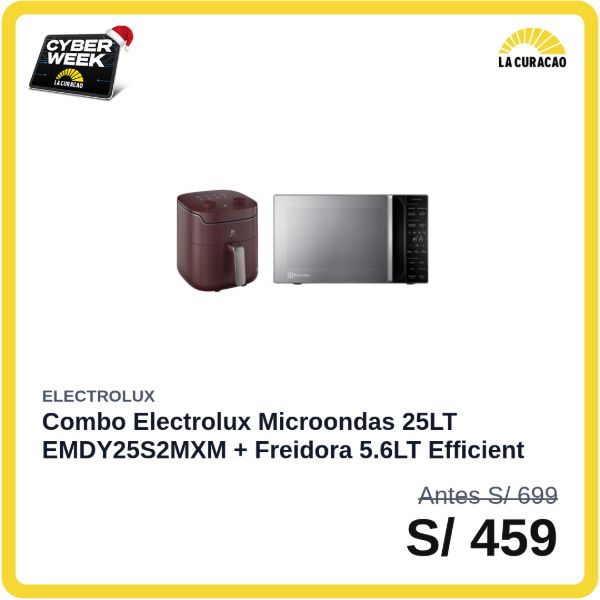 CYBER
WEEK
LA CURACAO
LA CURACAO
Electrolux
ELECTROLUX
Combo Electrolux Microondas 25LT
EMDY25S2MXM + Freidora 5.6LT Efficient
Antes S/ 699
S/ 459